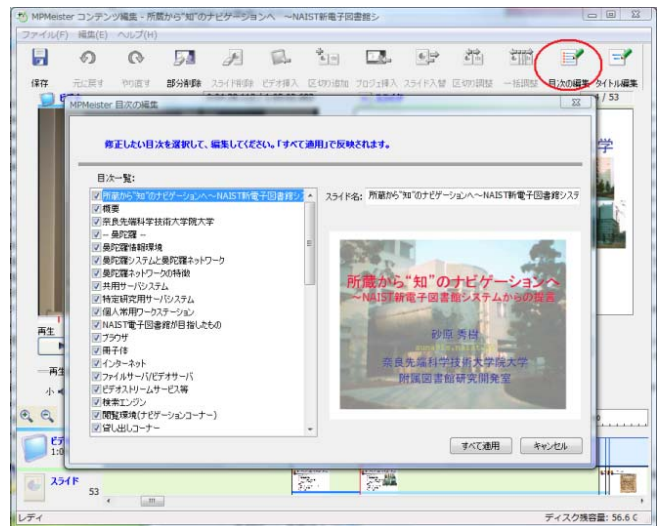 MPMeister コンテンツ編集 - 所蔵から"知"のナビゲーションへ ～NAIST新電子図書館シ
ファイル(F) 編集(E) ヘルプ(H)
保存 元に戻す やり直す 部分削除 スライド削除 ビデオ挿入 区切り追加 プロジェ挿入 スライド入替 区切り調整 一括調整 目次の編集 タイトル編集
/ 53
MPMeister 目次の編集
修正したい目次を選択して、編集してください。「すべて適用」で反映されます。
目次一覧:
所蔵から"知"のナビゲーションへ～NAIST新電子図書館シ
スライド名: 所蔵から"知"のナビゲーションへ～NAIST新電子図書館システ
概要
奈良先端科学技術大学院大学
-- 曼陀羅 --
曼陀羅情報環境
曼陀羅システムと曼陀羅ネットワーク
曼陀羅ネットワークの特徴
共用サーバシステム
特定研究用サーバシステム
個人常用ワークステーション
NAIST電子図書館が目指したもの
ブラウザ
冊子体
インターネット
ファイルサーバ/ビデオサーバ
ビデオストリームサービス等
検索エンジン
閲覧環境(ナビゲーションコーナー)
貸し出しコーナー
所蔵から"知"のナビゲーションへ
～NAIST新電子図書館システムからの提言
砂原 秀樹
奈良先端科学技術大学院大学
附属図書館研究開発室
すべて適用 キャンセル
学
再生
再生
小
ビデ
1:0
スライド
53
レディ
ディスク残容量: 56.6 G